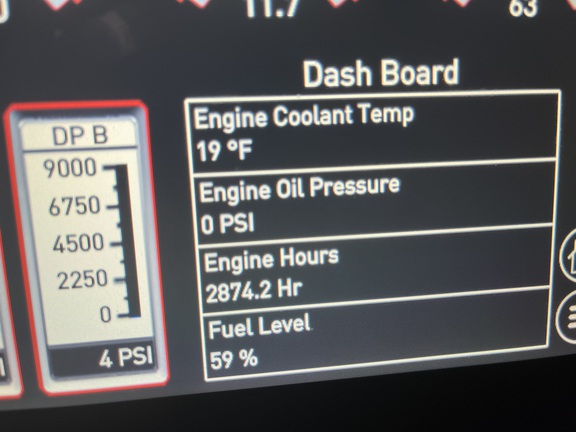 11.7
63
Dash Board
DP B
9000
6750
4500
2250
0
4 PSI
Engine Coolant Temp
19 °F
Engine Oil Pressure
0 PSI
Engine Hours
2874.2 Hr
Fuel Level
59 %